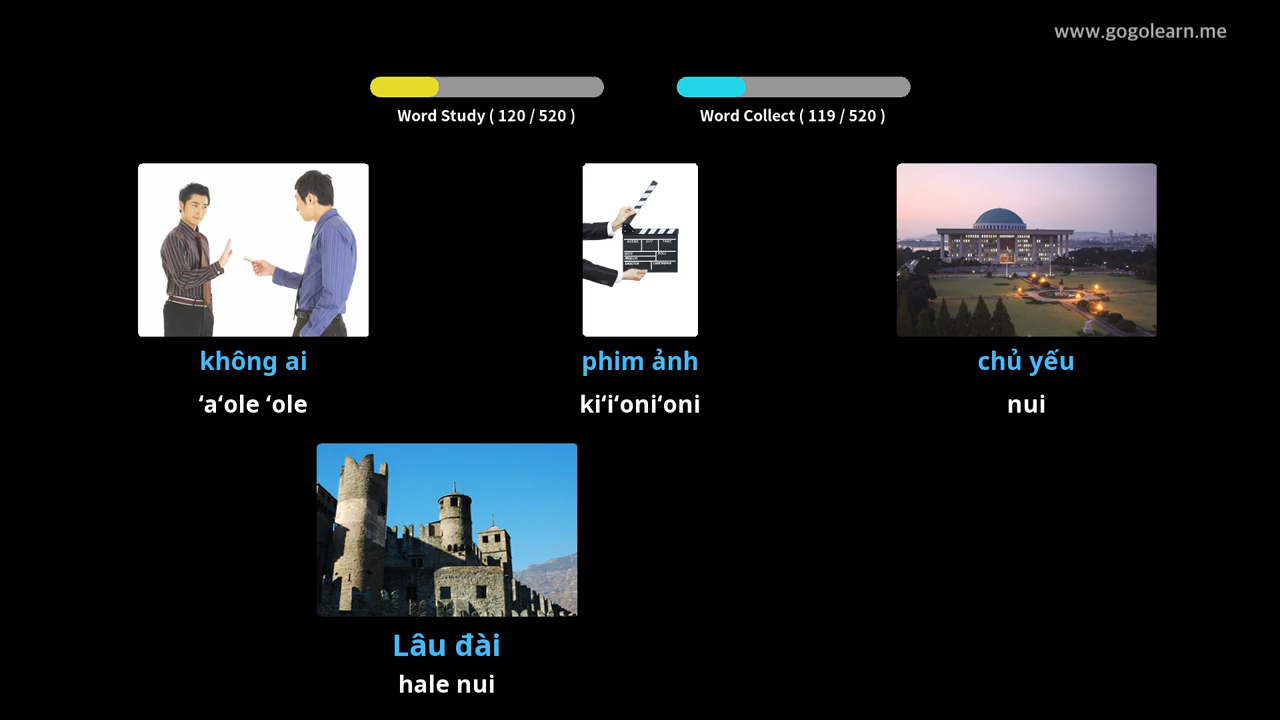 www.gogolearn.me
Word Study ( 120 / 520 )
Word Collect ( 119 / 520 )
không ai
phim ảnh
chủ yếu
ʻaʻole ʻole
kiʻiʻoniʻoni
nui
Lâu đài
hale nui